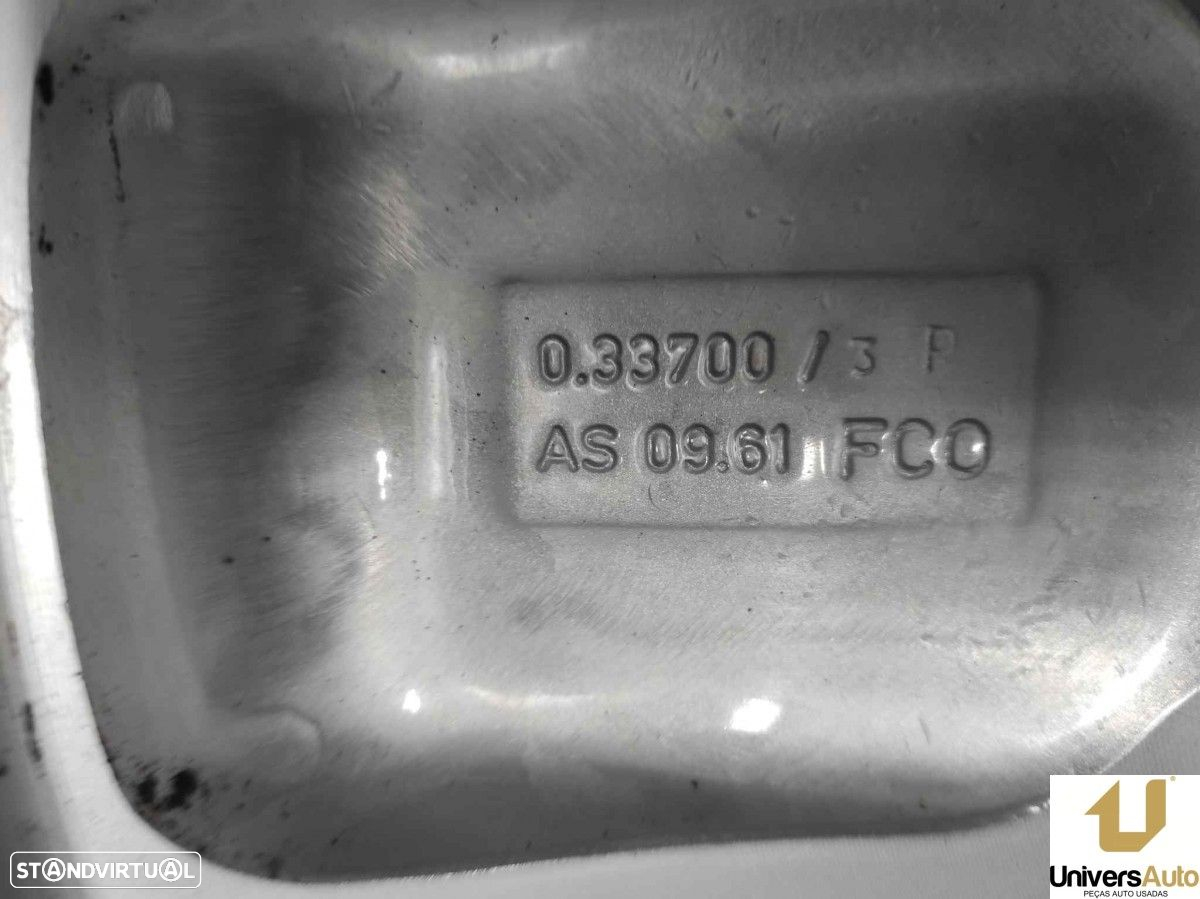 0.33700 / 3 P
AS 09.61 FCO
STANDVIRTUAL
UniversAuto
PEÇAS AUTO USADAS